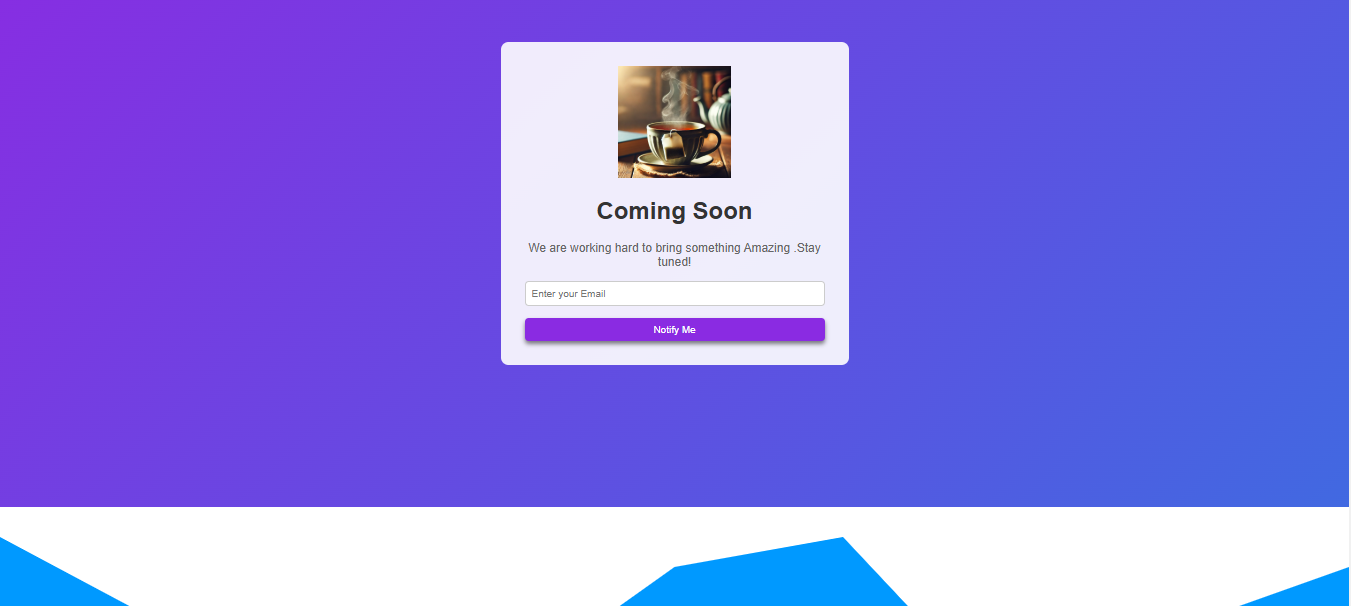 Coming Soon
We are working hard to bring something Amazing .Stay
tuned!
Enter your Email
Notify Me